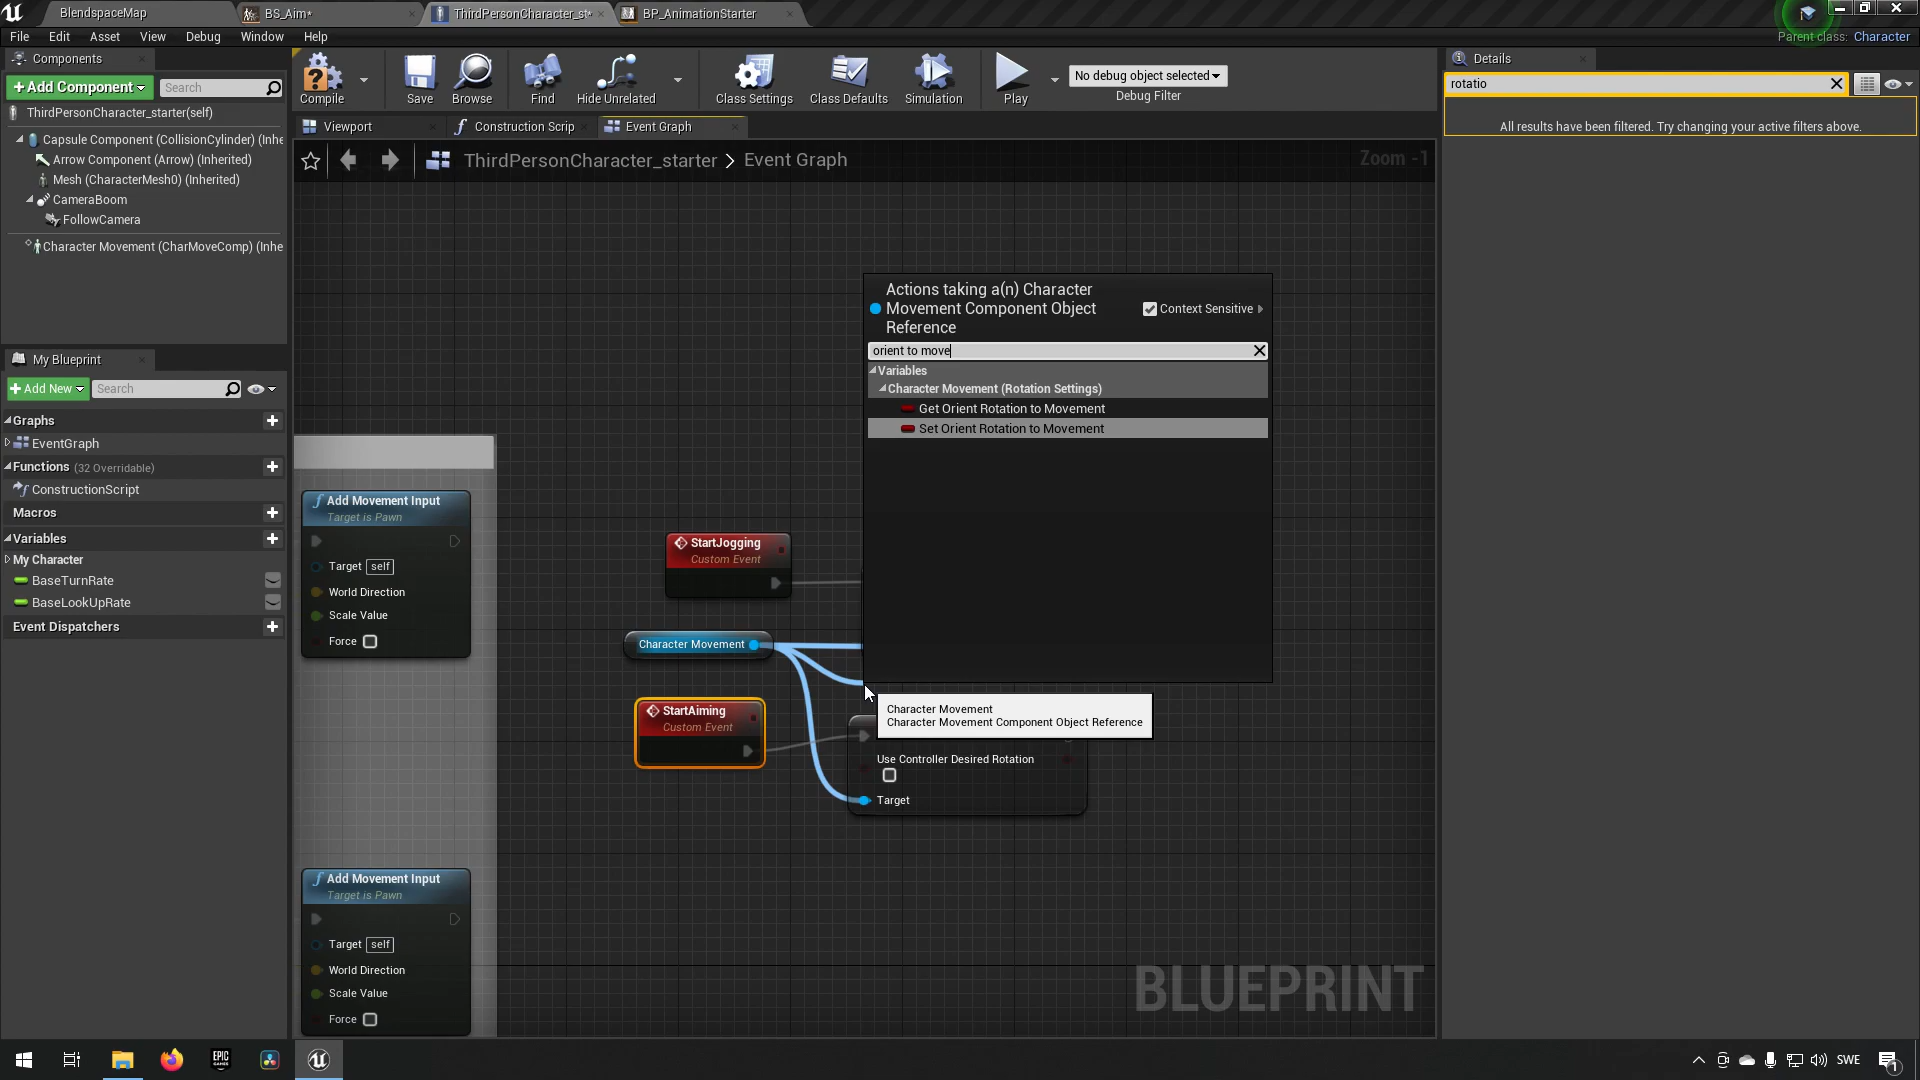 BlendspaceMap
BS_Aim*
ThirdPersonCharacter_st*
BP_AnimationStarter
File
Edit
Asset
View
Debug
Window
Help
Parent class: Character
Components
+ Add Component
Search
ThirdPersonCharacter_starter(self)
Capsule Component (CollisionCylinder) (Inhe
Arrow Component (Arrow) (Inherited)
Mesh (CharacterMesh0) (Inherited)
CameraBoom
FollowCamera
Character Movement (CharMoveComp) (Inhe
My Blueprint
+ Add New
Search
Graphs
EventGraph
Functions (32 Overridable)
ConstructionScript
Macros
Variables
My Character
BaseTurnRate
BaseLookUpRate
Event Dispatchers
Compile
Save
Browse
Find
Hide Unrelated
Class Settings
Class Defaults
Simulation
Play
No debug object selected
Debug Filter
Viewport
Construction Scrip
Event Graph
ThirdPersonCharacter_starter > Event Graph
Zoom -1
Add Movement Input
Target is Pawn
Target self
World Direction
Scale Value
Force
Add Movement Input
Target is Pawn
Target self
World Direction
Scale Value
Force
StartJogging
Custom Event
Character Movement
StartAiming
Custom Event
Use Controller Desired Rotation
Target
Actions taking a(n) Character
Movement Component Object
Reference
Context Sensitive
orient to move
Variables
Character Movement (Rotation Settings)
Get Orient Rotation to Movement
Set Orient Rotation to Movement
Character Movement
Character Movement Component Object Reference
BLUEPRINT
Details
rotatio
All results have been filtered. Try changing your active filters above.
EPIC
GAMES
SWE
1